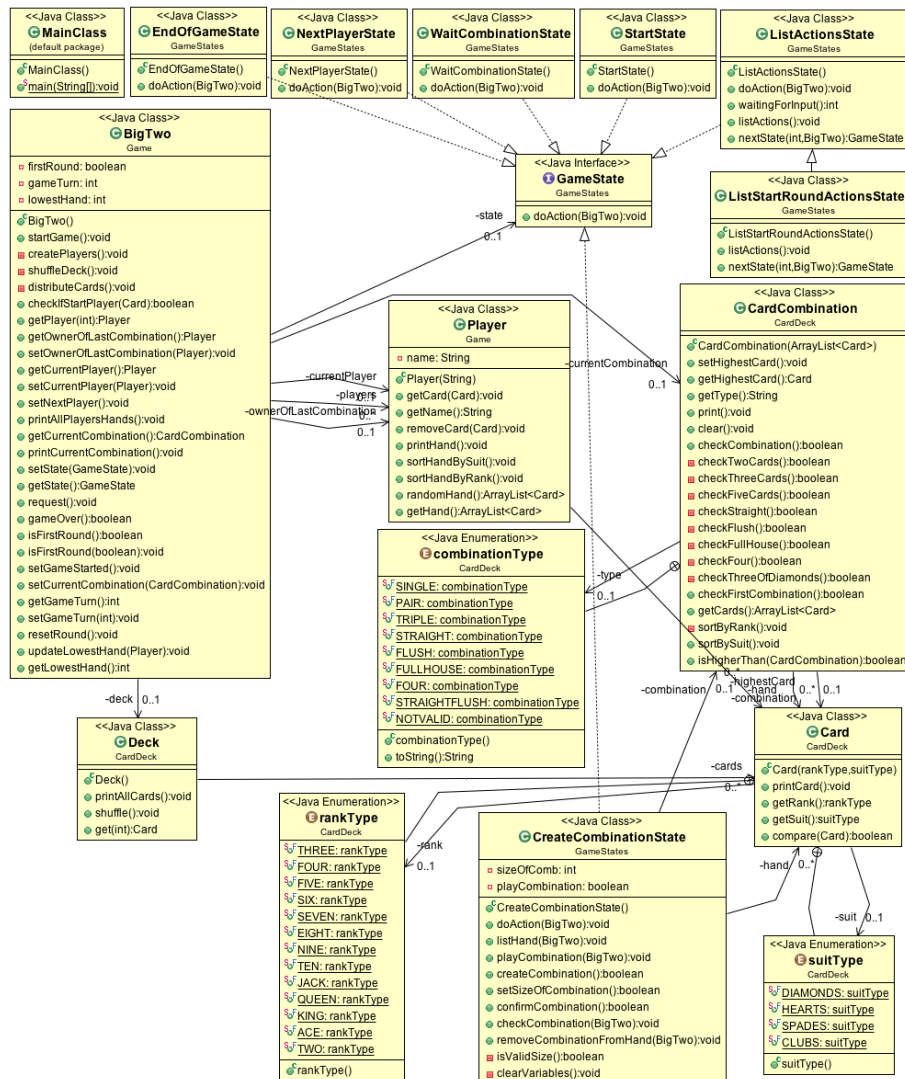 <<Java Class>>
MainClass
(default package)
MainClass()
main(String[]):void
<<Java Class>>
EndOfGameState
GameStates
EndOfGameState()
doAction(BigTwo):void
<<Java Class>>
NextPlayerState
GameStates
NextPlayerState()
doAction(BigTwo):void
<<Java Class>>
WaitCombinationState
GameStates
WaitCombinationState()
doAction(BigTwo):void
<<Java Class>>
StartState
GameStates
StartState()
doAction(BigTwo):void
<<Java Class>>
ListActionsState
GameStates
ListActionsState()
doAction(BigTwo):void
waitingForInput():int
listActions():void
nextState(int,BigTwo):GameState
<<Java Class>>
BigTwo
Game
firstRound: boolean
gameTurn: int
lowestHand: int
BigTwo()
startGame():void
createPlayers():void
shuffleDeck():void
distributeCards():void
checkIfStartPlayer(Card):boolean
getPlayer(int):Player
getOwnerOfLastCombination():Player
setOwnerOfLastCombination(Player):void
getCurrentPlayer():Player
setCurrentPlayer(Player):void
setNextPlayer():void
printAllPlayersHands():void
getCurrentCombination():CardCombination
printCurrentCombination():void
setState(GameState):void
getState():GameState
request():void
gameOver():boolean
isFirstRound():boolean
isFirstRound(boolean):void
setGameStarted():void
setCurrentCombination(CardCombination):void
getGameTurn():int
setGameTurn(int):void
resetRound():void
updateLowestHand(Player):void
getLowestHand():int
<<Java Interface>>
GameState
GameStates
doAction(BigTwo):void
<<Java Class>>
ListStartRoundActionsState
GameStates
ListStartRoundActionsState()
listActions():void
nextState(int,BigTwo):GameState
-state
0..1
<<Java Class>>
Player
Game
name: String
Player(String)
getCard(Card):void
getName():String
removeCard(Card):void
printHand():void
sortHandBySuit():void
sortHandByRank():void
randomHand():ArrayList<Card>
getHand():ArrayList<Card>
-currentPlayer
0..1
-players
0..*
-ownerOfLastCombination
0..1
-currentCombination
0..1
<<Java Class>>
CardCombination
CardDeck
CardCombination(ArrayList<Card>)
setHighestCard():void
getHighestCard():Card
getType():String
print():void
clear():void
checkCombination():boolean
checkTwoCards():boolean
checkThreeCards():boolean
checkFiveCards():boolean
checkStraight():boolean
checkFlush():boolean
checkFullHouse():boolean
checkFour():boolean
checkThreeOfDiamonds():boolean
checkFirstCombination():boolean
getCards():ArrayList<Card>
sortByRank():void
sortBySuit():void
isHigherThan(CardCombination):boolean
<<Java Enumeration>>
combinationType
CardDeck
SINGLE: combinationType
PAIR: combinationType
TRIPLE: combinationType
STRAIGHT: combinationType
FLUSH: combinationType
FULLHOUSE: combinationType
FOUR: combinationType
STRAIGHTFLUSH: combinationType
NOTVALID: combinationType
combinationType()
toString():String
-type
0..1
-combination
0..1
0..*
-highestCard
-hand
-combination
0..*
0..1
-deck
0..1
<<Java Class>>
Deck
CardDeck
Deck()
printAllCards():void
shuffle():void
get(int):Card
-cards
0..*
<<Java Class>>
Card
CardDeck
Card(rankType,suitType)
printCard():void
getRank():rankType
getSuit():suitType
compare(Card):boolean
<<Java Enumeration>>
rankType
CardDeck
THREE: rankType
FOUR: rankType
FIVE: rankType
SIX: rankType
SEVEN: rankType
EIGHT: rankType
NINE: rankType
TEN: rankType
JACK: rankType
QUEEN: rankType
KING: rankType
ACE: rankType
TWO: rankType
rankType()
-rank
0..1
<<Java Class>>
CreateCombinationState
GameStates
sizeOfComb: int
playCombination: boolean
CreateCombinationState()
doAction(BigTwo):void
listHand(BigTwo):void
playCombination(BigTwo):void
createCombination():boolean
setSizeOfCombination():boolean
confirmCombination():boolean
checkCombination(BigTwo):void
removeCombinationFromHand(BigTwo):void
isValidSize():boolean
clearVariables():void
-hand
0..*
-suit
0..1
<<Java Enumeration>>
suitType
CardDeck
DIAMONDS: suitType
HEARTS: suitType
SPADES: suitType
CLUBS: suitType
suitType()